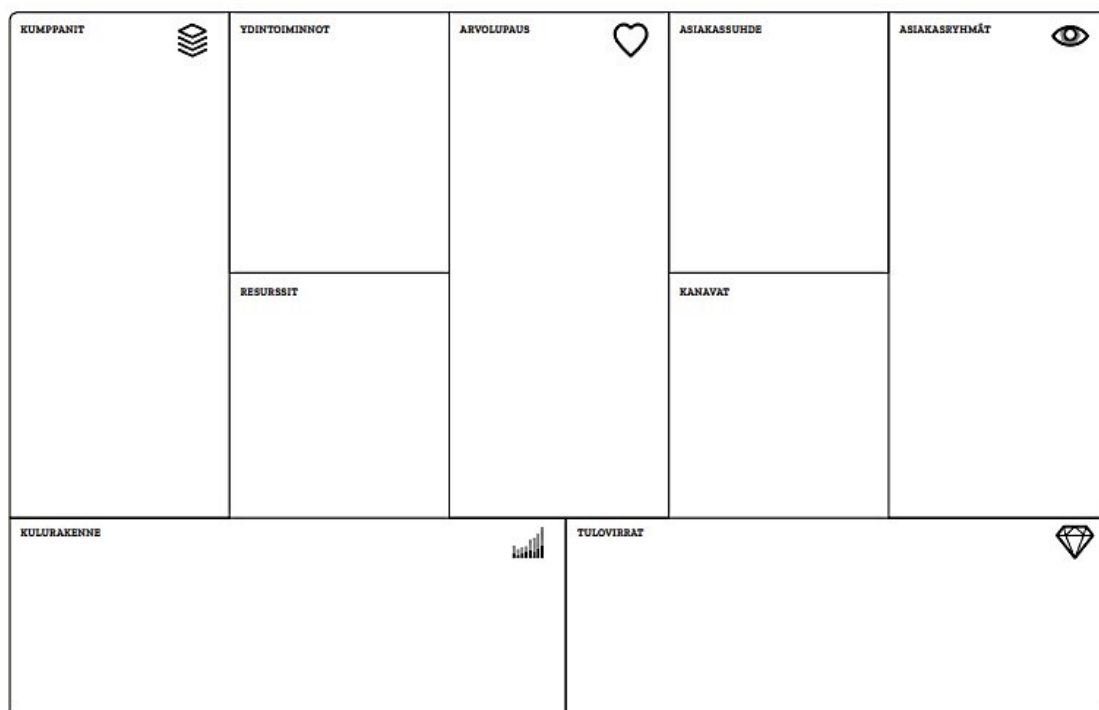 KUMPPANIT
YDINTOIMINNOT
ARVOLUPAUS
ASIAKASSUHDE
ASIAKASRYHMÄT
RESURSSIT
KANAVAT
KULURAKENNE
TULOVIRRAT